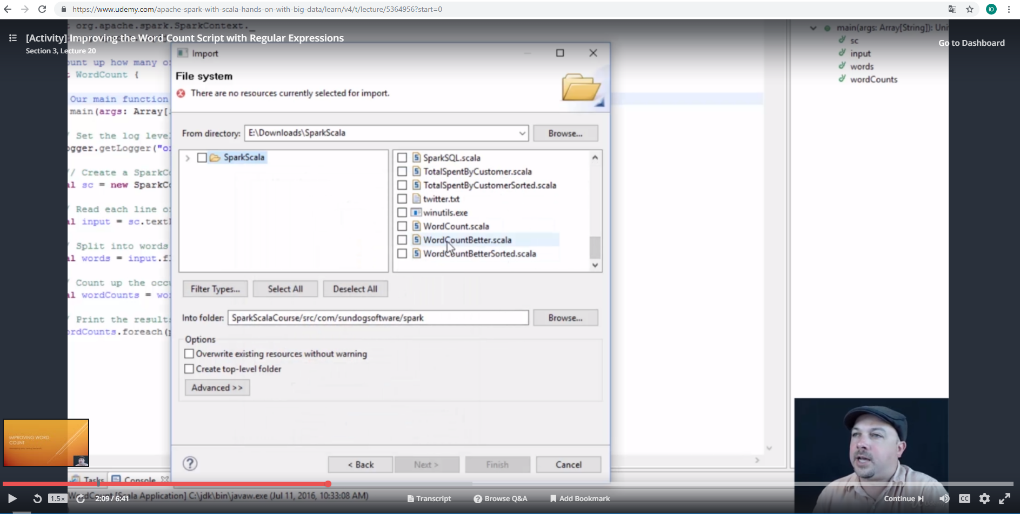 https://www.udemy.com/apache-spark-with-scala-hands-on-with-big-data/learn/v4/t/lecture/5364956?start=0
org.apache.spark.SparkContext._
[Activity] Improving the Word Count Script with Regular Expressions
Section 3, Lecture 20
Go to Dashboard
main(args: Array[String]): Uni
sc
input
words
wordCounts
ount up how many o
t WordCount {
Our main function
main(args: Array[
Set the log leve
ogger.getLogger("o
// Create a SparkC
al sc = new SparkC
Read each line o
l input = sc.text
Split into words
al words = input.f
Count up the occu
al wordCounts = wo
Print the results
ordCounts.foreach(p
Import
File system
There are no resources currently selected for import.
From directory: E:\Downloads\SparkScala
Browse...
SparkScala
SparkSQL.scala
TotalSpentByCustomer.scala
TotalSpentByCustomerSorted.scala
twitter.txt
winutils.exe
WordCount.scala
WordCountBetter.scala
WordCountBetterSorted.scala
Filter Types... Select All Deselect All
Into folder: SparkScalaCourse/src/com/sundogsoftware/spark
Browse...
Options
Overwrite existing resources without warning
Create top-level folder
Advanced >>
< Back Next > Finish Cancel
Tasks Console
[Scala Application] C:\jdk\bin\javaw.exe (Jul 11, 2016, 10:33:08 AM)
1.5x 2:09 / 6:41
Transcript Browse Q&A Add Bookmark
Continue